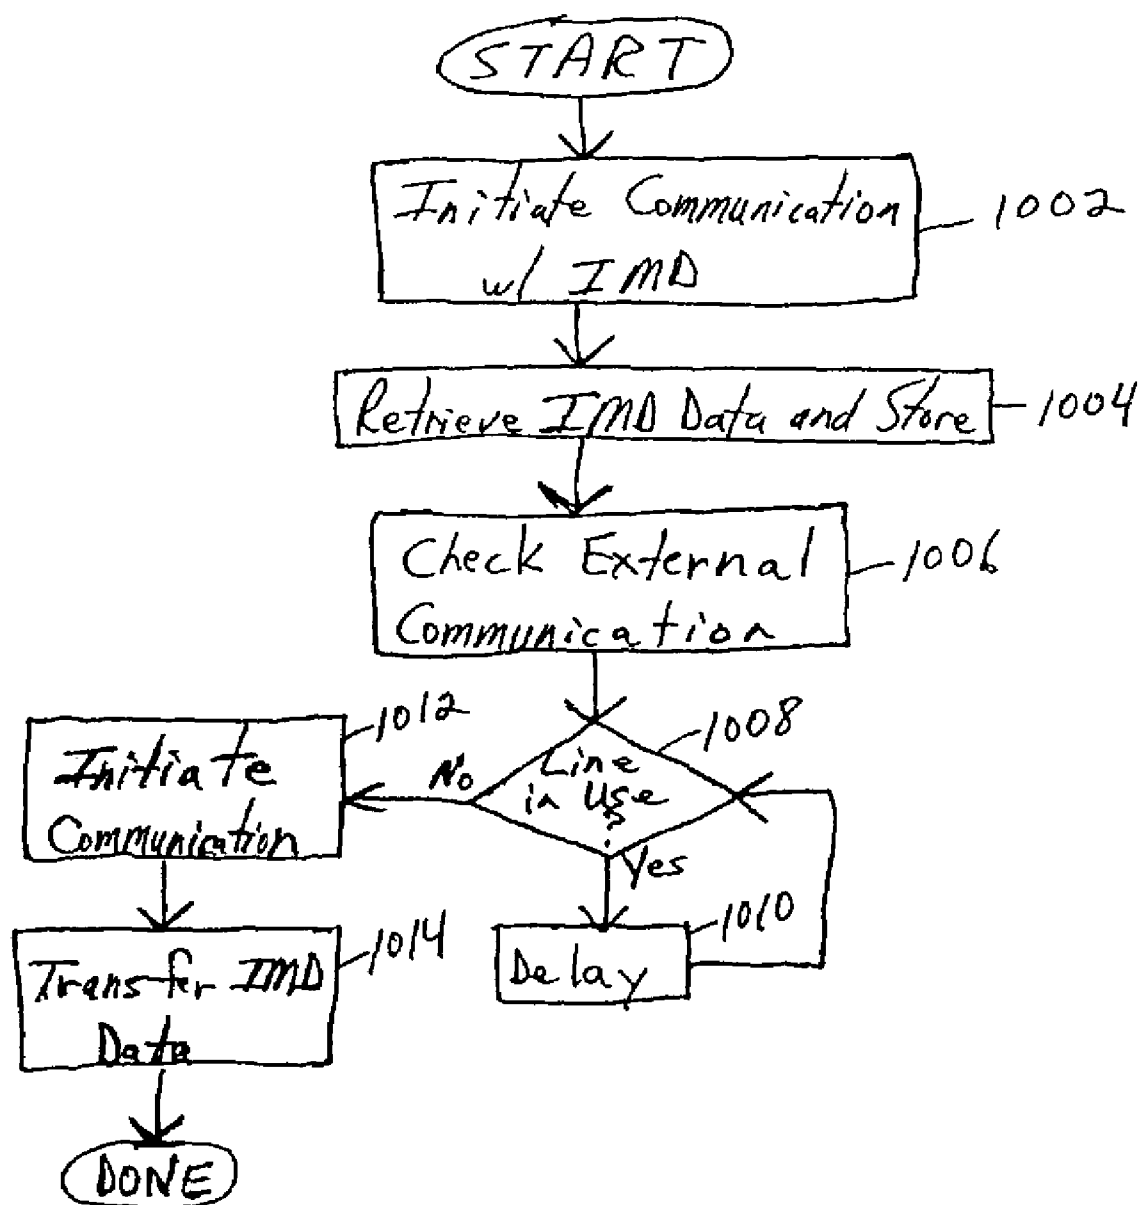 START
Initiate Communication
w/ IMD
1002
Retrieve IMD Data and Store
1004
Check External
Communication
1006
Line
in Use
?
1008
No
Yes
Initiate
Communication
1012
Delay
1010
Transfer IMD
Data
1014
DONE